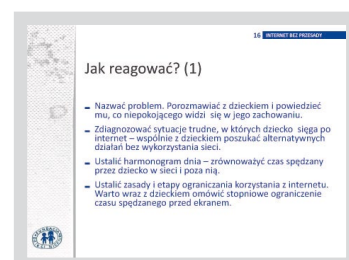 16 INTERNET BEZ PRZESADY
Jak reagować? (1)
Nazwać problem. Porozmawiać z dzieckiem i powiedzieć
mu, co niepokojącego widzi się w jego zachowaniu.
Zdiagnozować sytuacje trudne, w których dziecko sięga po
internet – wspólnie z dzieckiem poszukać alternatywnych
działań bez wykorzystania sieci.
Ustalić harmonogram dnia – zrównoważyć czas spędzany
przez dziecko w sieci i poza nią.
Ustalić zasady i etapy ograniczania korzystania z internetu.
Warto wraz z dzieckiem omówić stopniowe ograniczenie
czasu spędzanego przed ekranem.